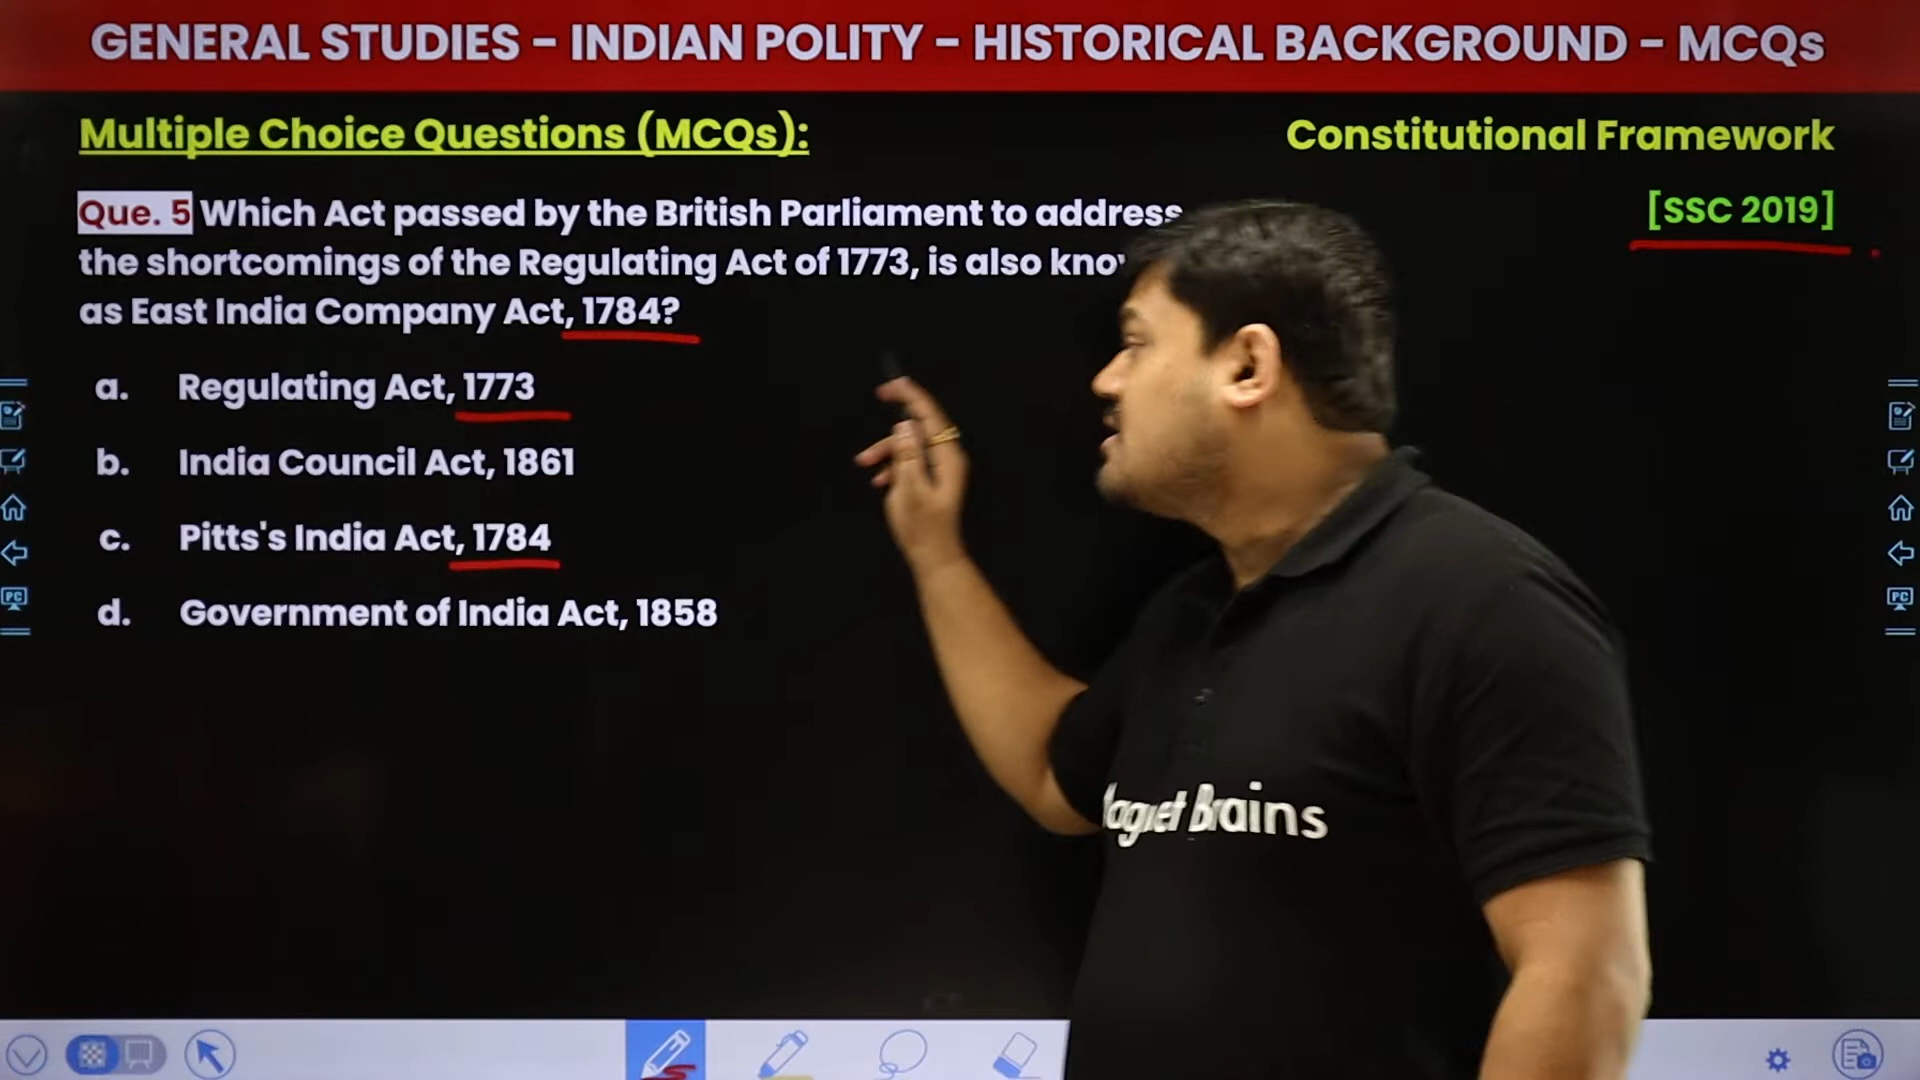 GENERAL STUDIES – INDIAN POLITY – HISTORICAL BACKGROUND – MCQs
Multiple Choice Questions (MCQs):
Constitutional Framework
Que. 5 Which Act passed by the British Parliament to address
[SSC 2019]
the shortcomings of the Regulating Act of 1773, is also
as East India Company Act, 1784?
a. Regulating Act, 1773
b. India Council Act, 1861
c. Pitts's India Act, 1784
d. Government of India Act, 1858
Brains
PC
PC